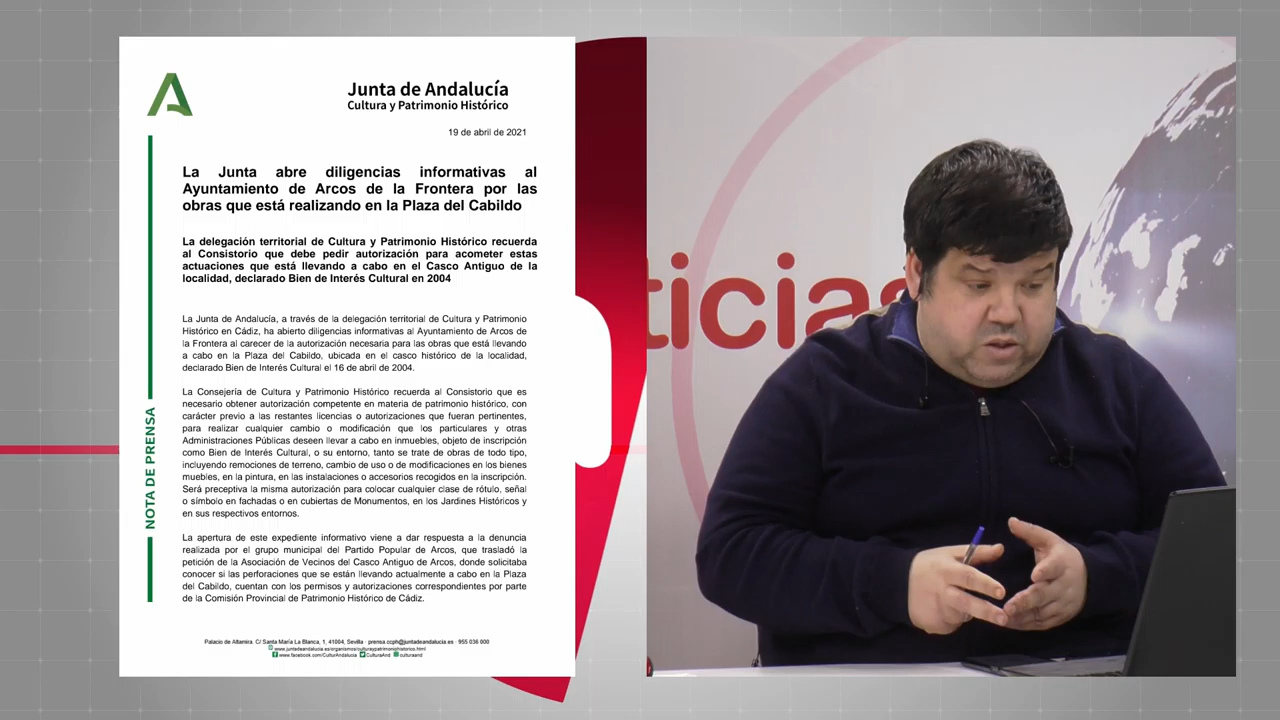 Junta de Andalucía
Cultura y Patrimonio Histórico
19 de abril de 2021
La Junta abre diligencias informativas al
Ayuntamiento de Arcos de la Frontera por las
obras que está realizando en la Plaza del Cabildo
La delegación territorial de Cultura y Patrimonio Histórico recuerda
al Consistorio que debe pedir autorización para acometer estas
actuaciones que está llevando a cabo en el Casco Antiguo de la
localidad, declarado Bien de Interés Cultural en 2004
La Junta de Andalucía, a través de la delegación territorial de Cultura y Patrimonio
Histórico en Cádiz, ha abierto diligencias informativas al Ayuntamiento de Arcos de
la Frontera al carecer de la autorización necesaria para las obras que está llevando
a cabo en la Plaza del Cabildo, ubicada en el casco histórico de la localidad,
declarado Bien de Interés Cultural el 16 de abril de 2004.
La Consejería de Cultura y Patrimonio Histórico recuerda al Consistorio que es
necesario obtener autorización competente en materia de patrimonio histórico, con
carácter previo a las restantes licencias o autorizaciones que fueran pertinentes,
para realizar cualquier cambio o modificación que los particulares y otras
Administraciones Públicas deseen llevar a cabo en inmuebles, objeto de inscripción
como Bien de Interés Cultural, o su entorno, tanto se trate de obras de todo tipo,
incluyendo remociones de terreno, cambio de uso o de modificaciones en los bienes
muebles, en la pintura, en las instalaciones o accesorios recogidos en la inscripción.
Será preceptiva la misma autorización para colocar cualquier clase de rótulo, señal
o símbolo en fachadas o en cubiertas de Monumentos, en los Jardines Históricos y
en sus respectivos entornos.
La apertura de este expediente informativo viene a dar respuesta a la denuncia
realizada por el grupo municipal del Partido Popular de Arcos, que trasladó la
petición de la Asociación de Vecinos del Casco Antiguo de Arcos, donde solicitaba
conocer si las perforaciones que se están llevando actualmente a cabo en la Plaza
del Cabildo, cuentan con los permisos y autorizaciones correspondientes por parte
de la Comisión Provincial de Patrimonio Histórico de Cádiz.
NOTA DE PRENSA
Palacio de Altamira. C/ Santa María La Blanca, 1, 41004, Sevilla · prensa.ccph@juntadeandalucia.es · 955 036 000
www.juntadeandalucia.es/organismos/culturaypatrimoniohistorico.html
www.facebook.com/CulturAndalucia CulturaAnd culturaand
ticias